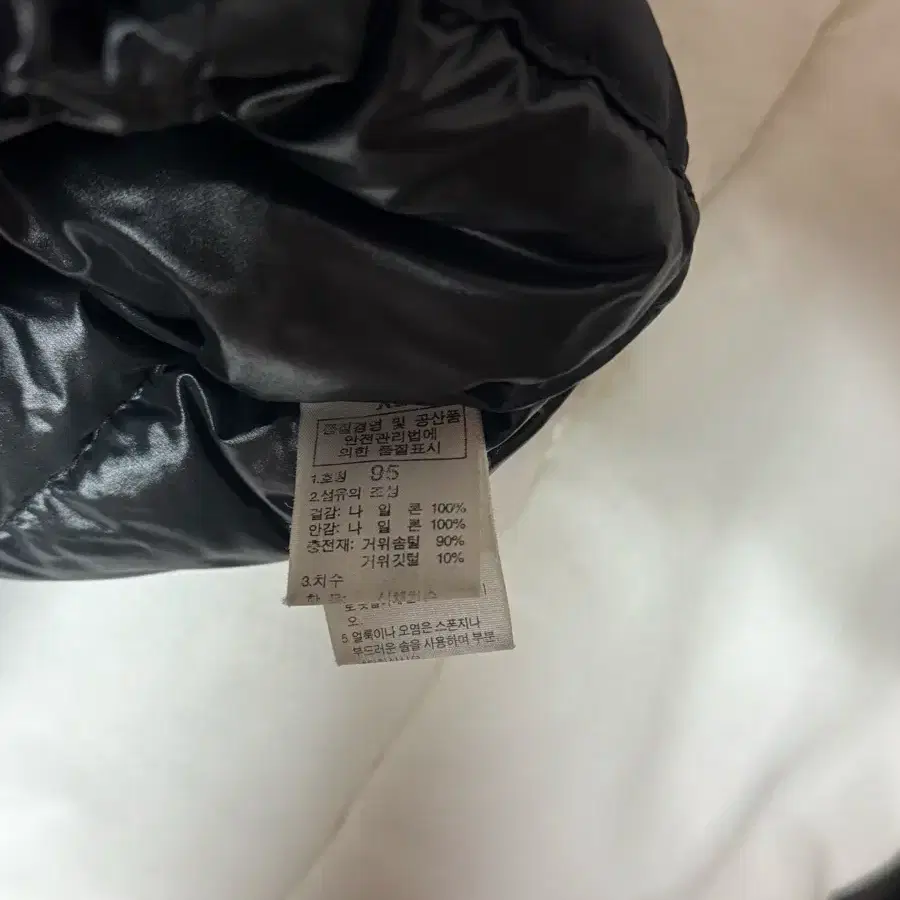 품질경영 및 공산품
안전관리법에
의한 품질표시
1.호칭 95
2.섬유의 조성
겉감: 나 일 론 100%
안감: 나 일 론 100%
충전재: 거위솜털 90%
거위깃털 10%
3.치수
5.얼룩이나 오염은 스폰지나
부드러운 솔을 사용하여 부분